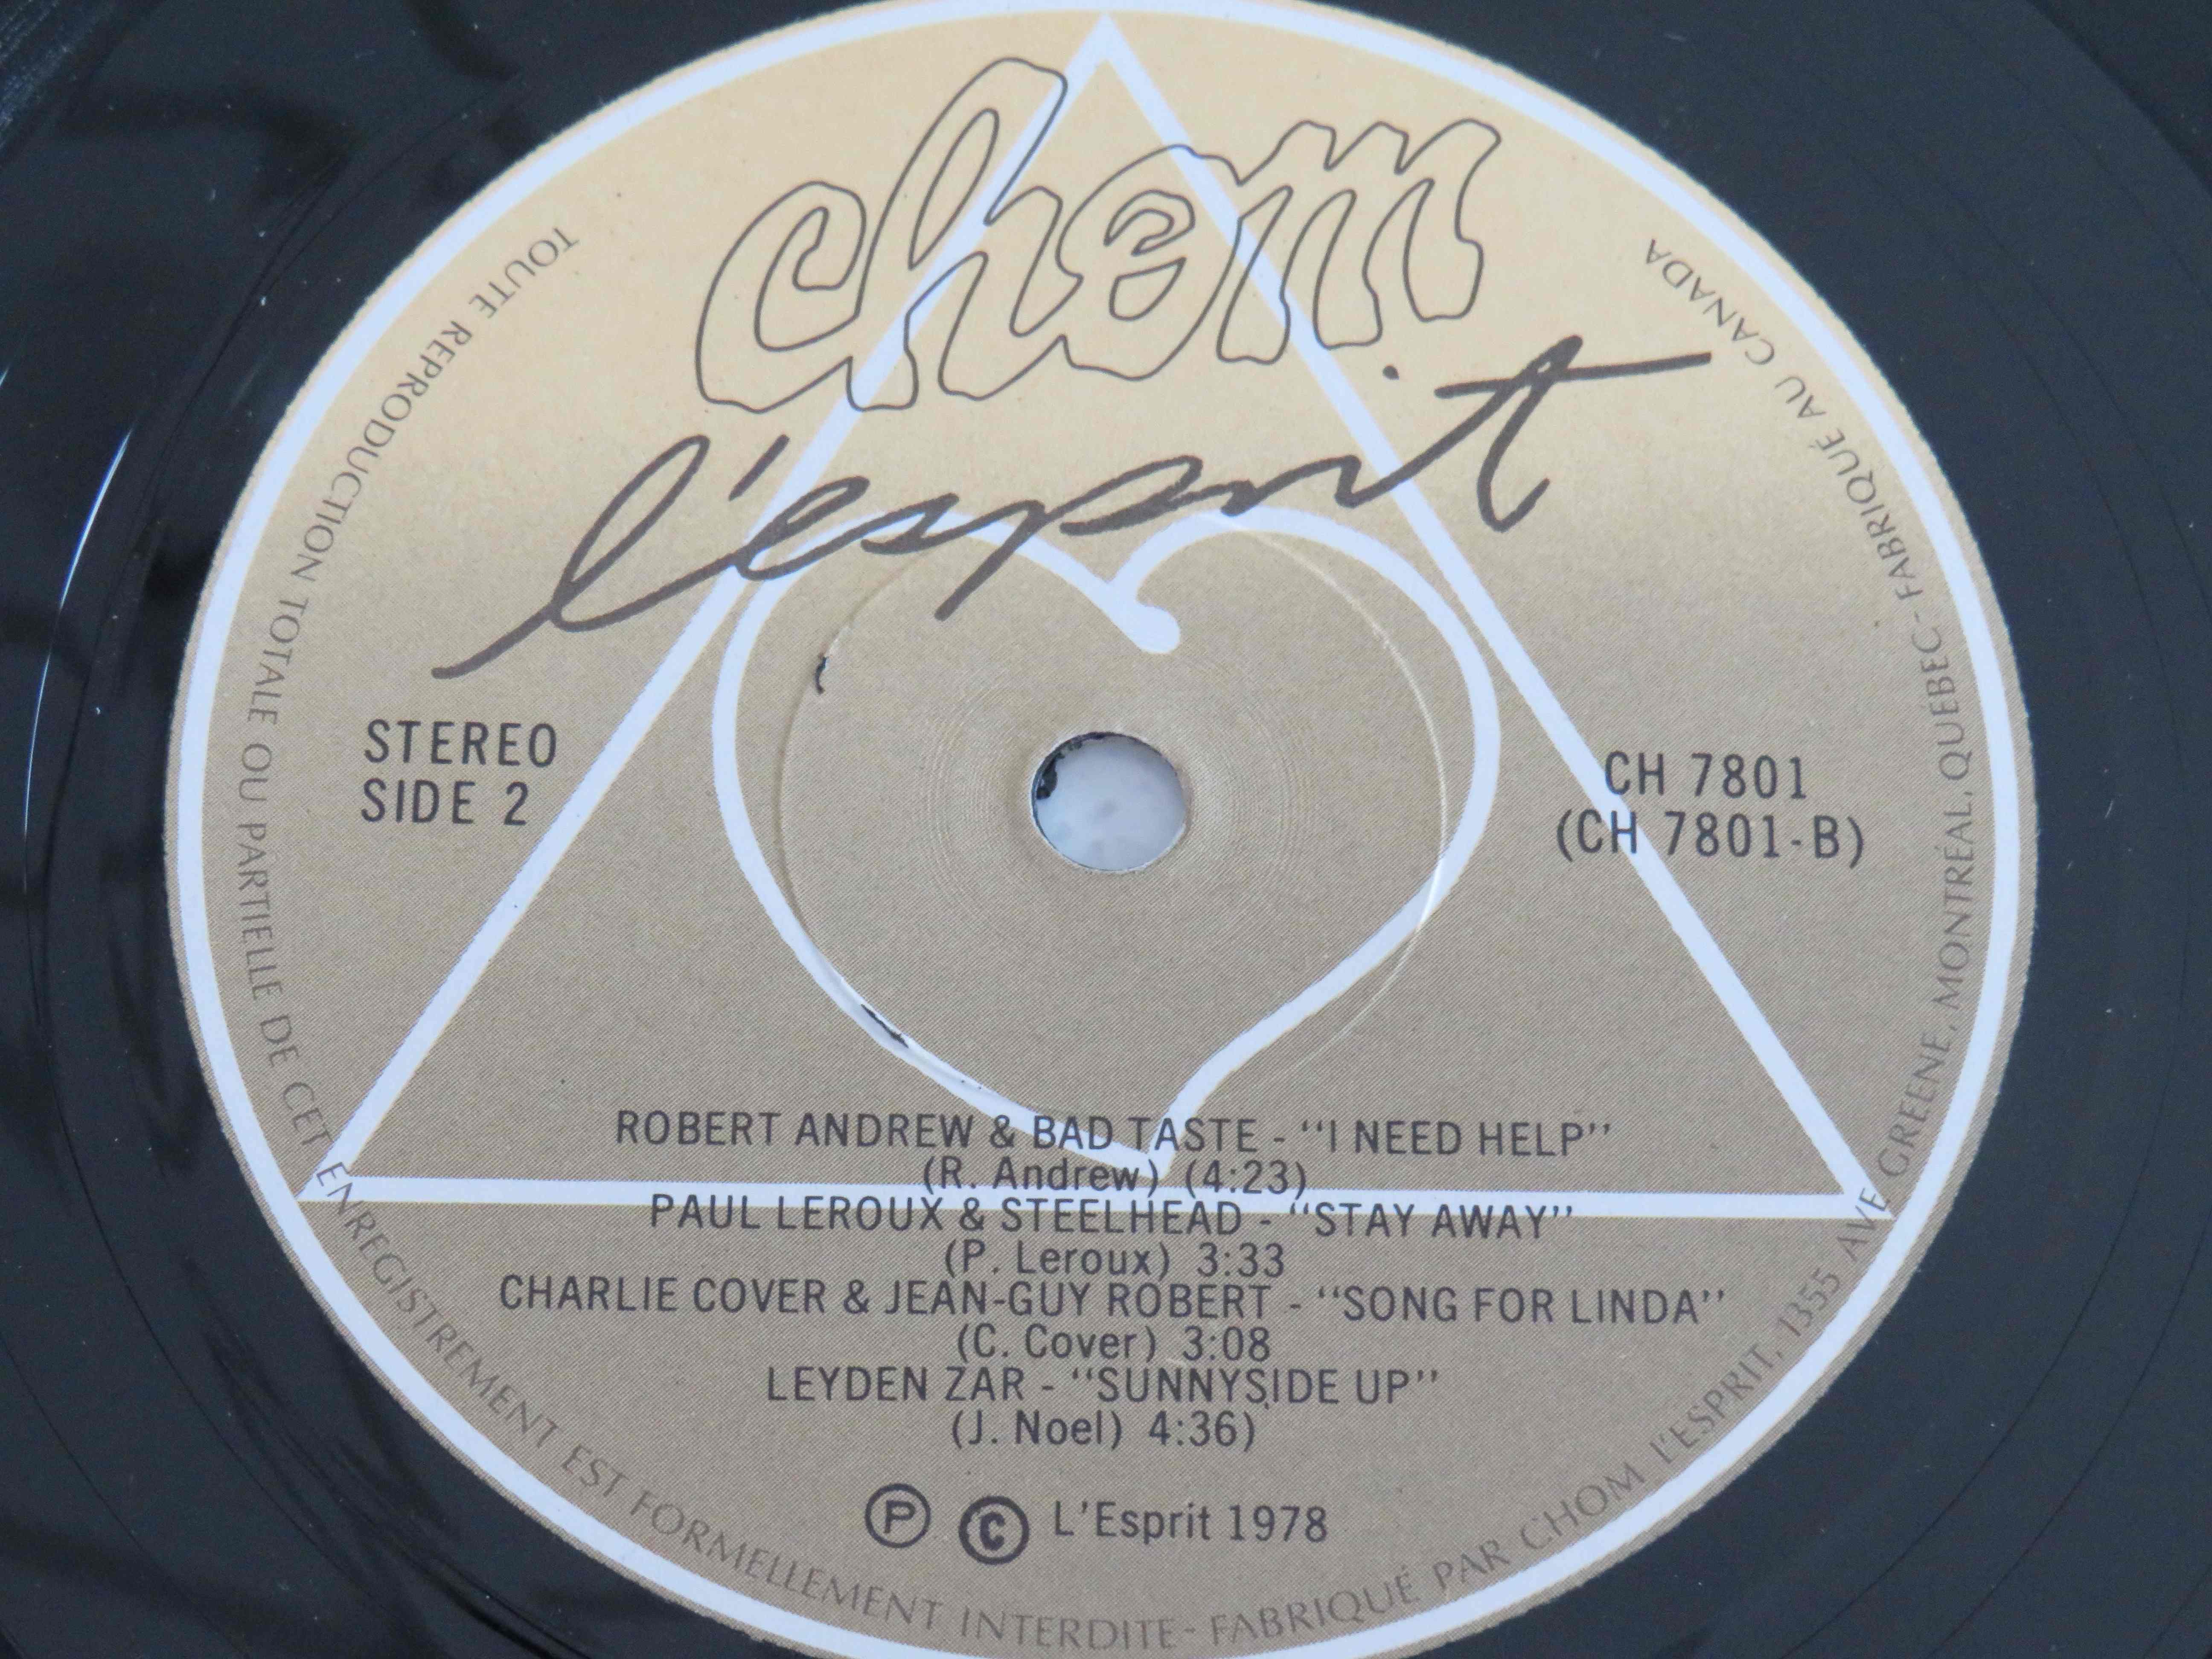 chom
l'esprit
STEREO
SIDE 2
CH 7801
(CH 7801-B)
ROBERT ANDREW & BAD TASTE - "I NEED HELP"
(R. Andrew) (4:23)
PAUL LEROUX & STEELHEAD - "STAY AWAY"
(P. Leroux) 3:33
CHARLIE COVER & JEAN-GUY ROBERT - "SONG FOR LINDA"
(C. Cover) 3:08
LEYDEN ZAR - "SUNNYSIDE UP"
(J. Noel) 4:36)
Ⓟ © L'Esprit 1978
TOUTE REPRODUCTION TOTALE OU PARTIELLE DE CET ENREGISTREMENT EST FORMELLEMENT INTERDITE - FABRIQUÉ PAR CHOM L'ESPRIT, 1355 AVE. GREENE, MONTRÉAL, QUEBEC - FABRIQUÉ AU CANADA